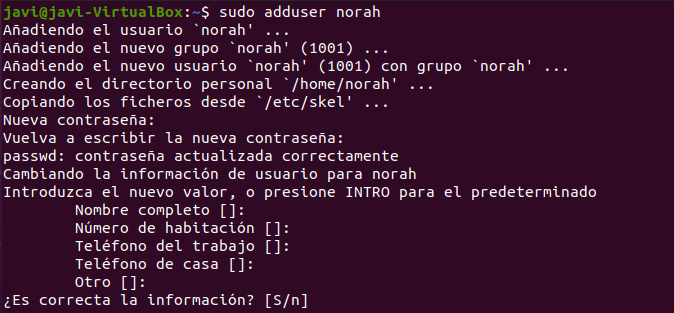 javi@javi-VirtualBox:~$ sudo adduser norah
Añadiendo el usuario `norah' ...
Añadiendo el nuevo grupo `norah' (1001) ...
Añadiendo el nuevo usuario `norah' (1001) con grupo `norah' ...
Creando el directorio personal `/home/norah' ...
Copiando los ficheros desde `/etc/skel' ...
Nueva contraseña:
Vuelva a escribir la nueva contraseña:
passwd: contraseña actualizada correctamente
Cambiando la información de usuario para norah
Introduzca el nuevo valor, o presione INTRO para el predeterminado
Nombre completo []:
Número de habitación []:
Teléfono del trabajo []:
Teléfono de casa []:
Otro []:
¿Es correcta la información? [S/n]